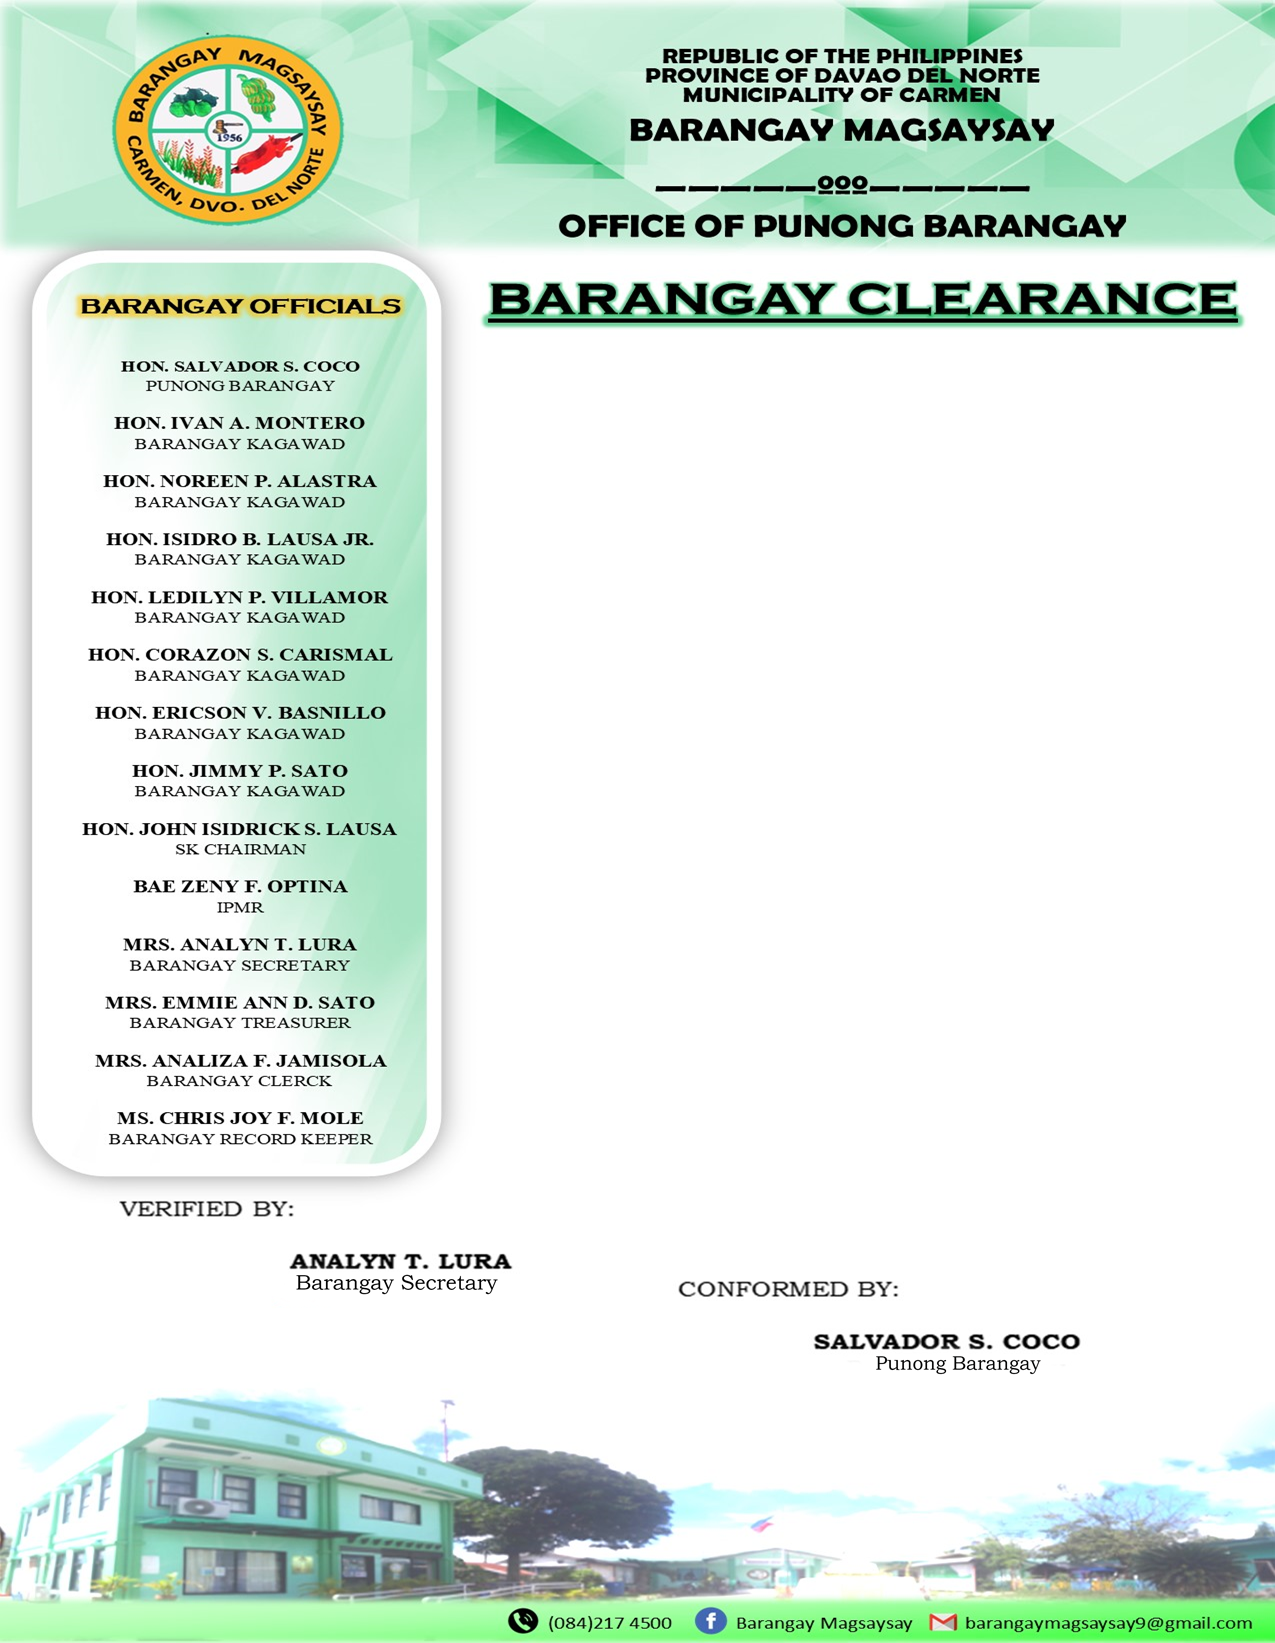 BARANGAY MAGSAYSAY
CARMEN, DVO. DEL NORTE
1956
REPUBLIC OF THE PHILIPPINES
PROVINCE OF DAVAO DEL NORTE
MUNICIPALITY OF CARMEN
BARANGAY MAGSAYSAY
—————ooo—————
OFFICE OF PUNONG BARANGAY
BARANGAY CLEARANCE
BARANGAY OFFICIALS
HON. SALVADOR S. COCO
PUNONG BARANGAY
HON. IVAN A. MONTERO
BARANGAY KAGAWAD
HON. NOREEN P. ALASTRA
BARANGAY KAGAWAD
HON. ISIDRO B. LAUSA JR.
BARANGAY KAGAWAD
HON. LEDILYN P. VILLAMOR
BARANGAY KAGAWAD
HON. CORAZON S. CARISMAL
BARANGAY KAGAWAD
HON. ERICSON V. BASNILLO
BARANGAY KAGAWAD
HON. JIMMY P. SATO
BARANGAY KAGAWAD
HON. JOHN ISIDRICK S. LAUSA
SK CHAIRMAN
BAE ZENY F. OPTINA
IPMR
MRS. ANALYN T. LURA
BARANGAY SECRETARY
MRS. EMMIE ANN D. SATO
BARANGAY TREASURER
MRS. ANALIZA F. JAMISOLA
BARANGAY CLERCK
MS. CHRIS JOY F. MOLE
BARANGAY RECORD KEEPER
VERIFIED BY:
ANALYN T. LURA
Barangay Secretary
CONFORMED BY:
SALVADOR S. COCO
Punong Barangay
(084)217 4500 Barangay Magsaysay barangaymagsaysay9@gmail.com